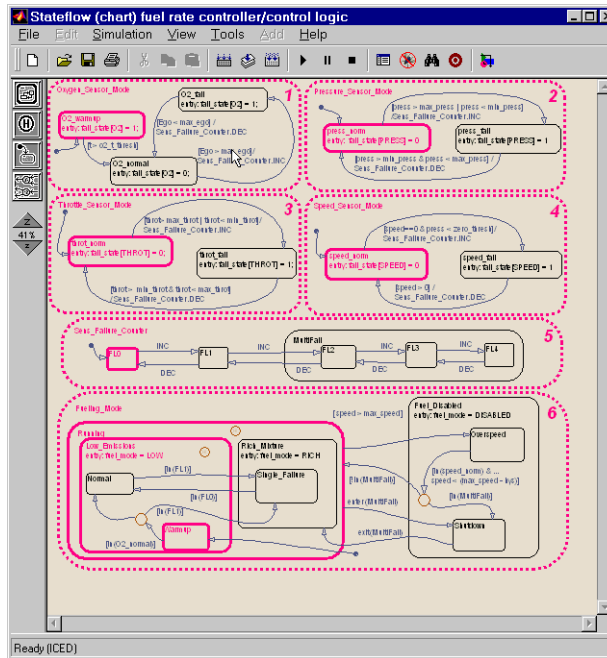 Stateflow (chart) fuel rate controller/control logic
File Edit Simulation View Tools Add Help
Oxygen_Sensor_Mode
1
O2_fail
entry: fail_state[O2] = 1;
O2_warmup
entry: fail_state[O2] = 1;
[Ego < max_ego] /
Sens_Failure_Counter.DEC
[t > o2_t_thresh]
[Ego > max_ego] /
Sens_Failure_Counter.INC
O2_normal
entry: fail_state[O2] = 0;
Pressure_Sensor_Mode
2
[press > max_press | press < min_press]
/Sens_Failure_Counter.INC
press_norm
entry: fail_state[PRESS] = 0
press_fail
entry: fail_state[PRESS] = 1
[press > min_press & press < max_press] /
Sens_Failure_Counter.DEC
Throttle_Sensor_Mode
3
[throt > max_throt | throt < min_throt]/
Sens_Failure_Counter.INC
throt_norm
entry: fail_state[THROT] = 0;
throt_fail
entry: fail_state[THROT] = 1;
[throt > min_throt & throt < max_throt]
/Sens_Failure_Counter.DEC
Speed_Sensor_Mode
4
[speed==0 & press < zero_thresh]/
Sens_Failure_Counter.INC
speed_norm
entry: fail_state[SPEED] = 0
speed_fail
entry: fail_state[SPEED] = 1
[speed > 0] /
Sens_Failure_Counter.DEC
Z
41%
z
Sens_Failure_Counter
5
MultiFail
FL0
INC
DEC
FL1
INC
DEC
FL2
INC
DEC
FL3
INC
DEC
FL4
Fueling_Mode
6
[speed > max_speed]
Fuel_Disabled
entry: fuel_mode = DISABLED
Running
Low_Emissions
entry: fuel_mode = LOW
Rich_Mixture
entry: fuel_mode = RICH
Overspeed
Normal
[in(FL1)]
Single_Failure
[in(FL0)]
[in(speed_norm) & ...
speed < (max_speed - hys)]
[!in(MultiFail)]
[in(MultiFail)]
[in(FL1)]
enter(MultiFail)
Warmup
Shutdown
[in(O2_normal)]
exit(MultiFail)
Ready (ICED)